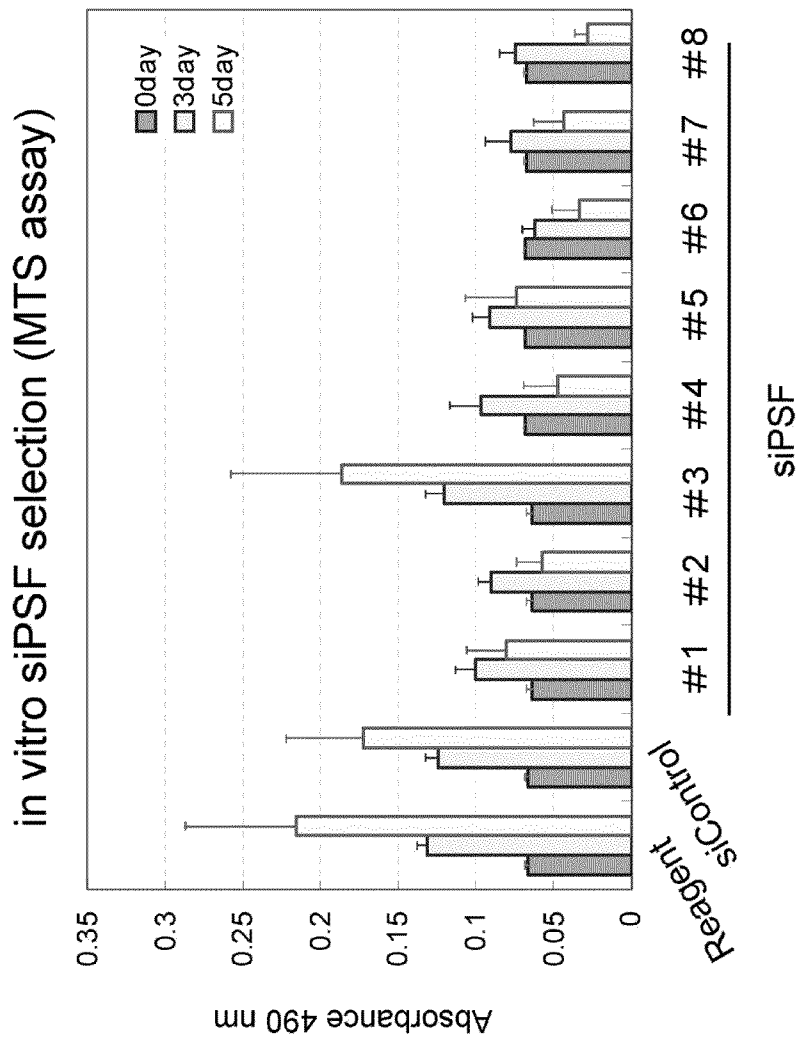 in vitro siPSF selection (MTS assay)
0day
3day
5day
Absorbance 490 nm
0.35
0.3
0.25
0.2
0.15
0.1
0.05
0
Reagent
siControl
#1
#2
#3
#4
#5
#6
#7
#8
siPSF